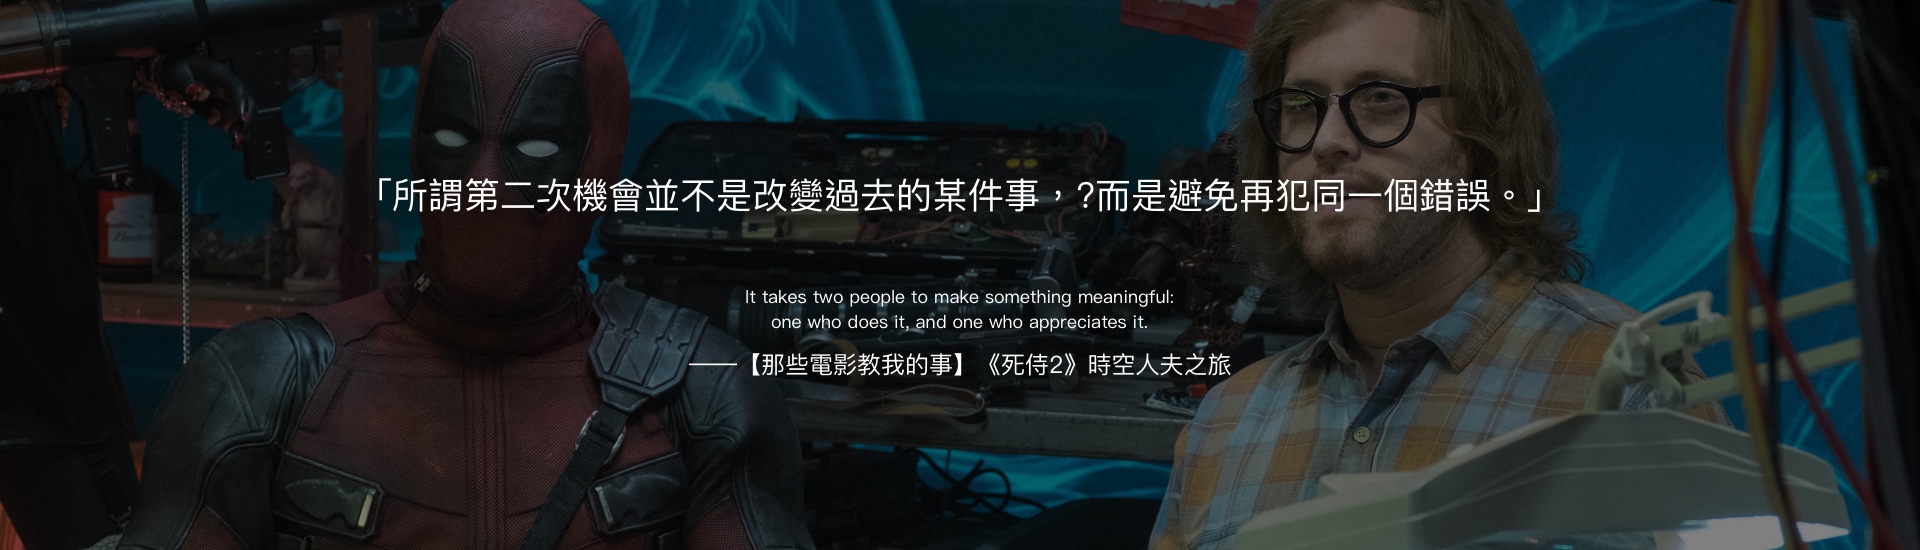 「所謂第二次機會並不是改變過去的某件事，?而是避免再犯同一個錯誤。」
It takes two people to make something meaningful:
one who does it, and one who appreciates it.
——【那些電影教我的事】《死侍2》時空人夫之旅